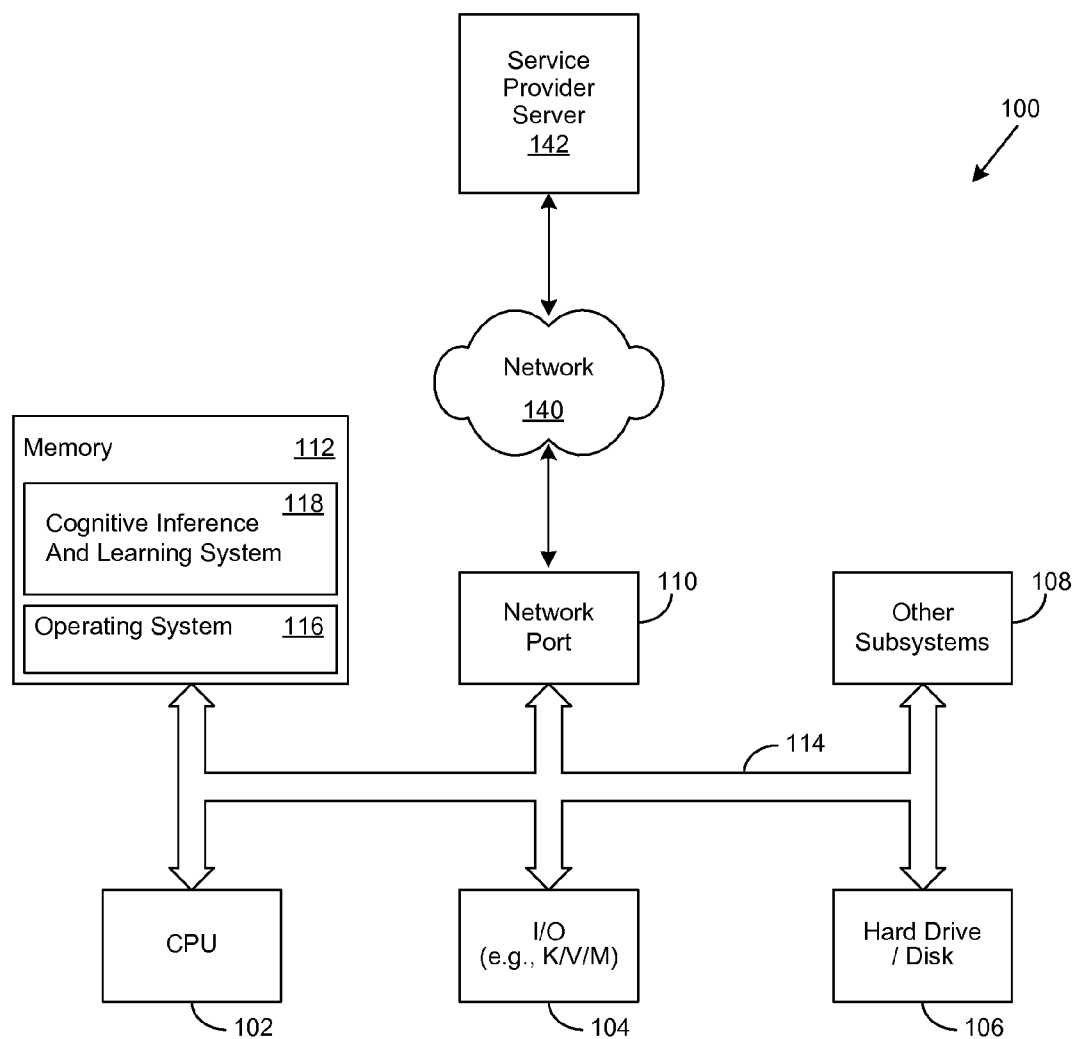 Service
Provider
Server
142
100
Network
140
Memory 112
118
Cognitive Inference
And Learning System
Operating System 116
Network
Port
110
Other
Subsystems
108
114
CPU
102
I/O
(e.g., K/V/M)
104
Hard Drive
/ Disk
106